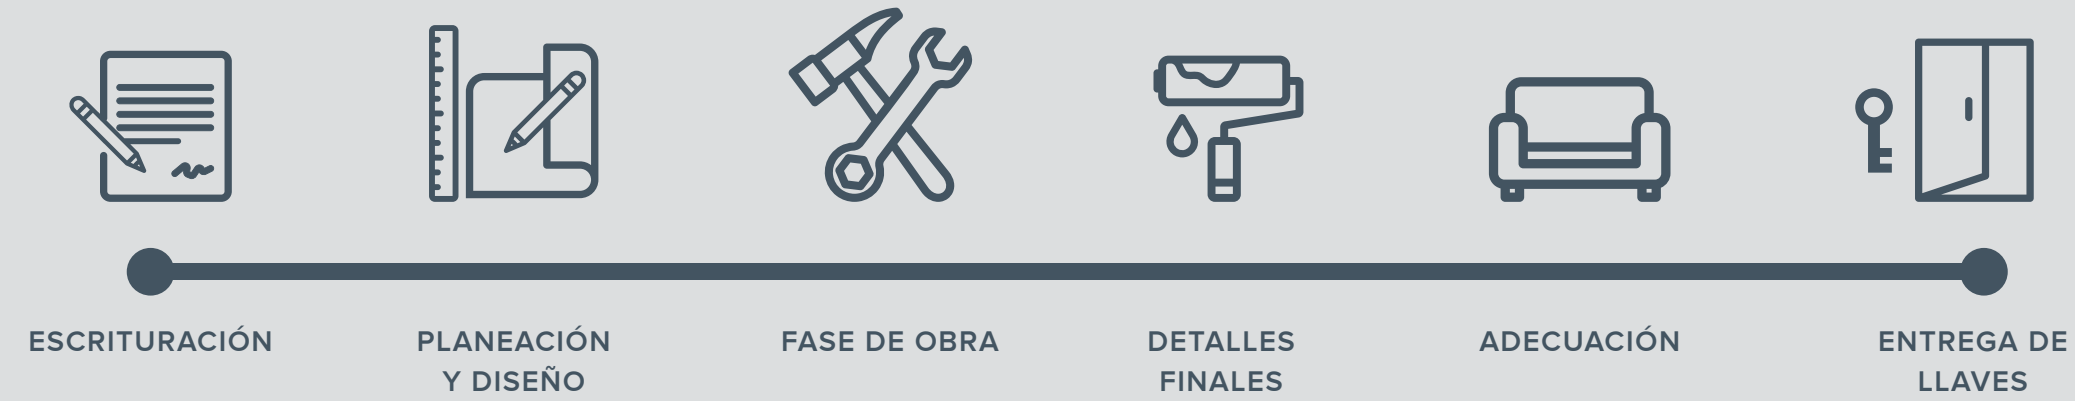 ESCRITURACIÓN
PLANEACIÓN
Y DISEÑO
FASE DE OBRA
DETALLES
FINALES
ADECUACIÓN
ENTREGA DE
LLAVES